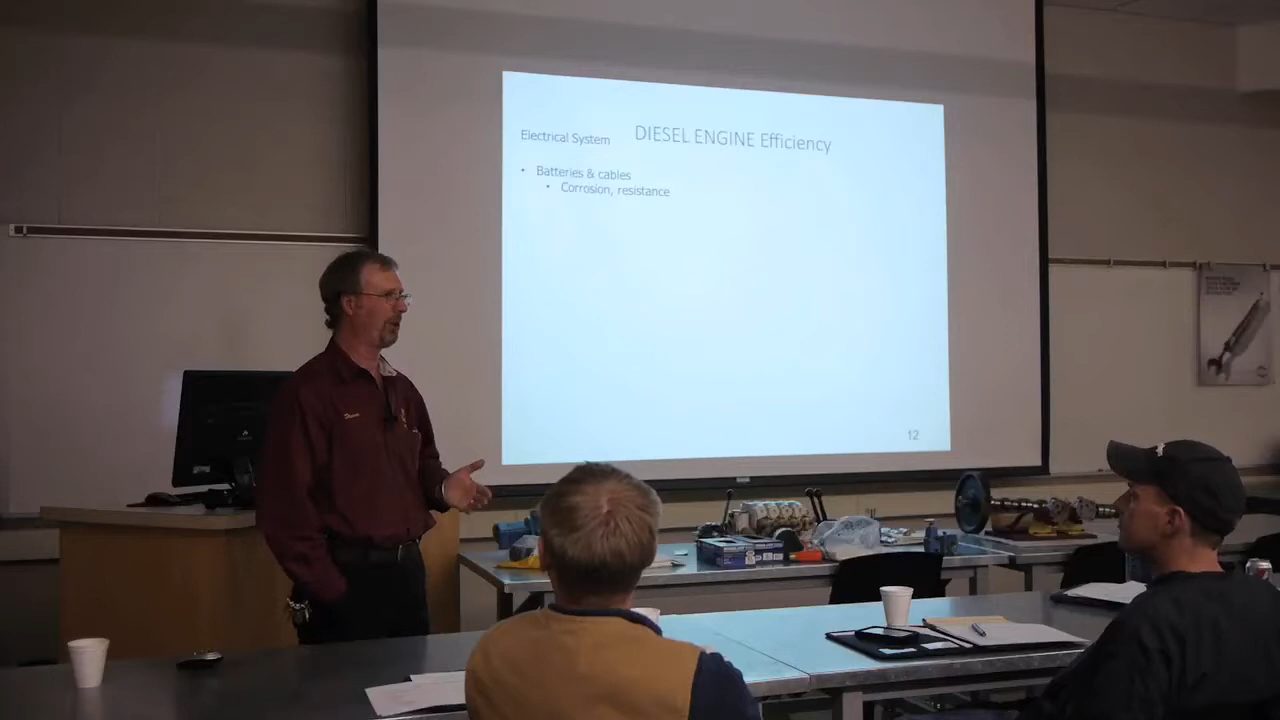 Electrical System DIESEL ENGINE Efficiency
• Batteries & cables
• Corrosion, resistance
12